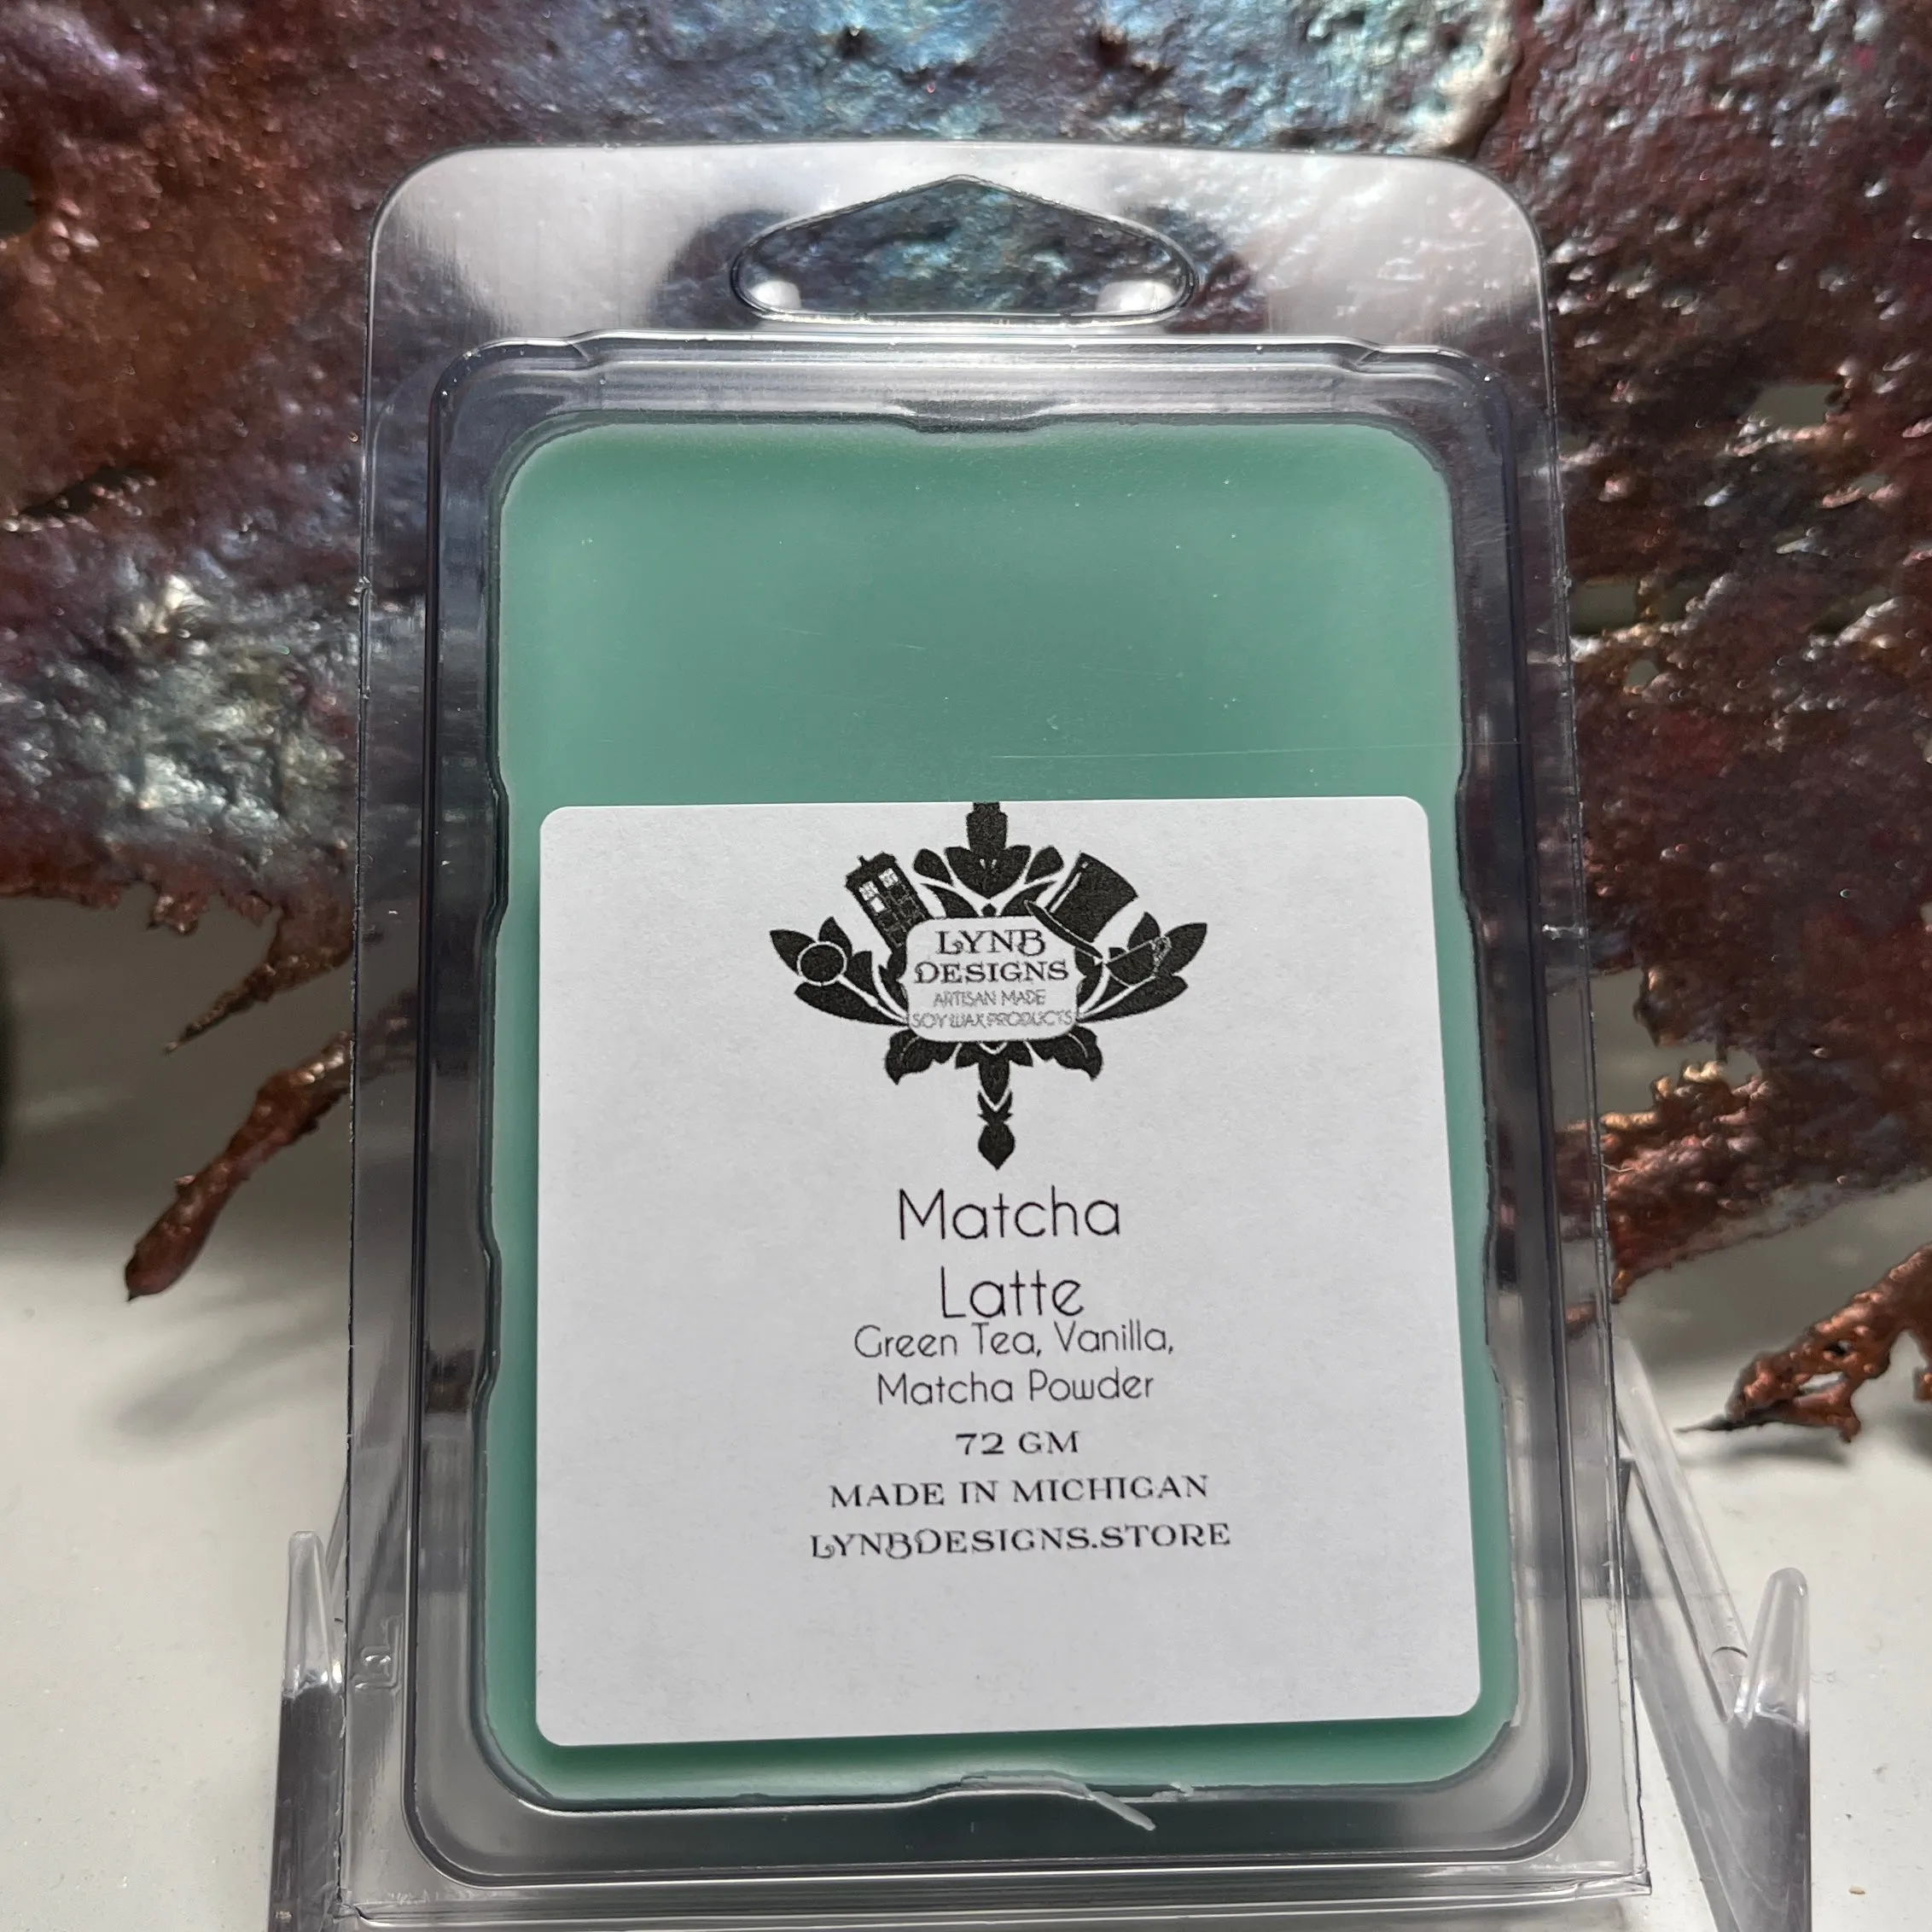 LYNB
DESIGNS
ARTISAN MADE
SOY WAX PRODUCTS
Matcha
Latte
Green Tea, Vanilla,
Matcha Powder
72 GM
MADE IN MICHIGAN
LYNBDESIGNS.STORE